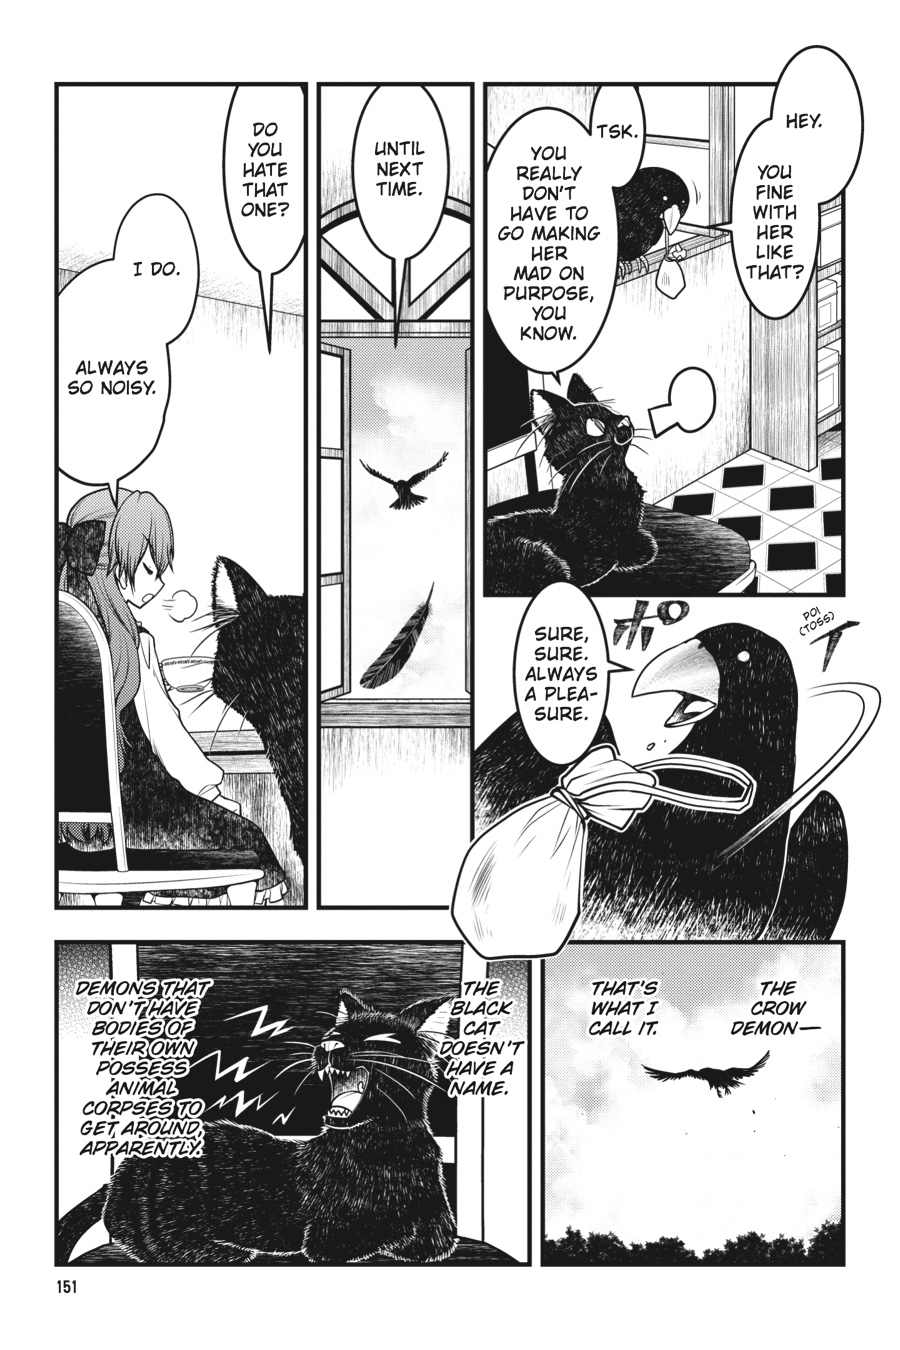 HEY.
YOU
FINE
WITH
HER
LIKE
THAT?
TSK.
YOU
REALLY
DON'T
HAVE TO
GO MAKING
HER
MAD ON
PURPOSE,
YOU
KNOW.
ポイ
POI
(TOSS)
SURE,
SURE.
ALWAYS
A PLEA-
SURE.
UNTIL
NEXT
TIME.
DO
YOU
HATE
THAT
ONE?
I DO.
ALWAYS
SO NOISY.
THE
CROW
DEMON—
THAT'S
WHAT I
CALL IT.
THE
BLACK
CAT
DOESN'T
HAVE A
NAME.
DEMONS THAT
DON'T HAVE
BODIES OF
THEIR OWN
POSSESS
ANIMAL
CORPSES TO
GET AROUND,
APPARENTLY.
151